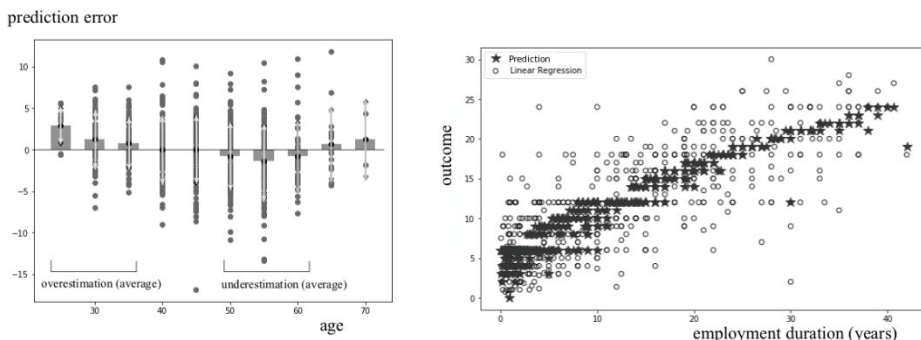 prediction error
10
5
0
−5
−10
−15
overestimation (average)
underestimation (average)
30
40
50
60
70
age
Prediction
Linear Regression
outcome
30
25
20
15
10
5
0
0
10
20
30
40
employment duration (years)